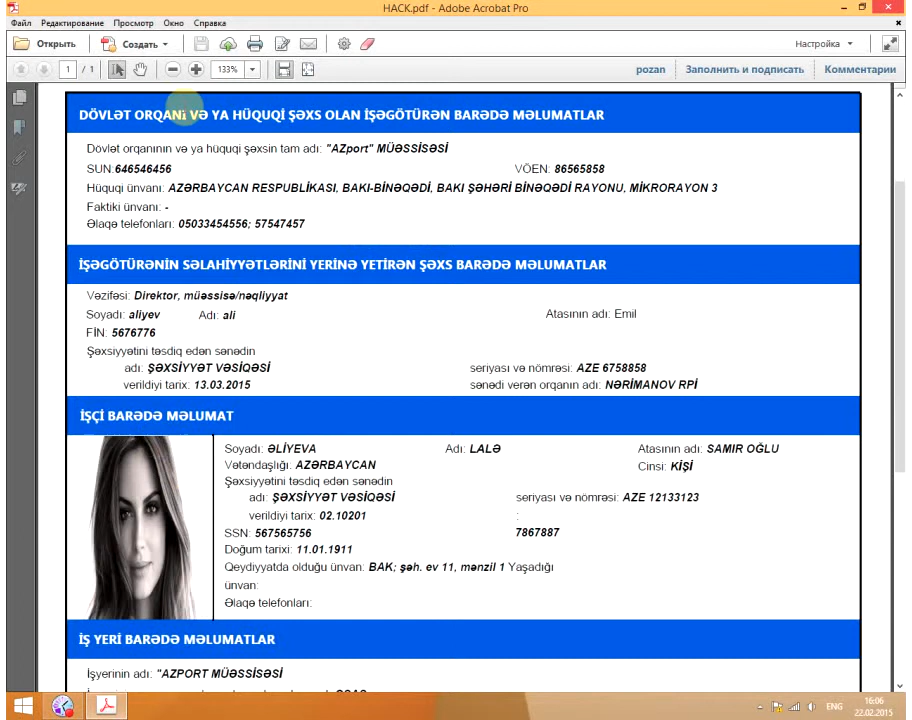 HACK.pdf - Adobe Acrobat Pro
Файл Редактирование Просмотр Окно Справка
Открыть Создать Настройка
1 / 1 133% pozan Заполнить и подписать Комментарии
DÖVLƏT ORQANI VƏ YA HÜQUQİ ŞƏXS OLAN İŞƏGÖTÜRƏN BARƏDƏ MƏLUMATLAR
Dövlət orqanının və ya hüquqi şəxsin tam adı: "AZport" MÜƏSSİSƏSİ
SUN:646546456 VÖEN: 86565858
Hüquqi ünvanı: AZƏRBAYCAN RESPUBLİKASI, BAKI-BİNƏQƏDİ, BAKI ŞƏHƏRİ BİNƏQƏDİ RAYONU, MİKRORAYON 3
Faktiki ünvanı: -
Əlaqə telefonları: 05033454556; 57547457
İŞƏGÖTÜRƏNİN SƏLAHİYYƏTLƏRİNİ YERİNƏ YETİRƏN ŞƏXS BARƏDƏ MƏLUMATLAR
Vəzifəsi: Direktor, müəssisə/nəqliyyat
Soyadı: aliyev Adı: ali Atasının adı: Emil
FİN: 5676776
Şəxsiyyətini təsdiq edən sənədin
adı: ŞƏXSİYYƏT VƏSİQƏSİ seriyası və nömrəsi: AZE 6758858
verildiyi tarix: 13.03.2015 sənədi verən orqanın adı: NƏRİMANOV RPİ
İŞÇİ BARƏDƏ MƏLUMAT
Soyadı: ƏLİYEVA Adı: LALƏ Atasının adı: SAMIR OĞLU
Vətəndaşlığı: AZƏRBAYCAN Cinsi: KİŞİ
Şəxsiyyətini təsdiq edən sənədin
adı: ŞƏXSİYYƏT VƏSİQƏSİ seriyası və nömrəsi: AZE 12133123
verildiyi tarix: 02.10201 :
SSN: 567565756 7867887
Doğum tarixi: 11.01.1911
Qeydiyyatda olduğu ünvan: BAK; şəh. ev 11, mənzil 1 Yaşadığı
ünvan:
Əlaqə telefonları:
İŞ YERİ BARƏDƏ MƏLUMATLAR
İşyerinin adı: "AZPORT MÜƏSSİSƏSİ
ENG 16:06
22.02.2015